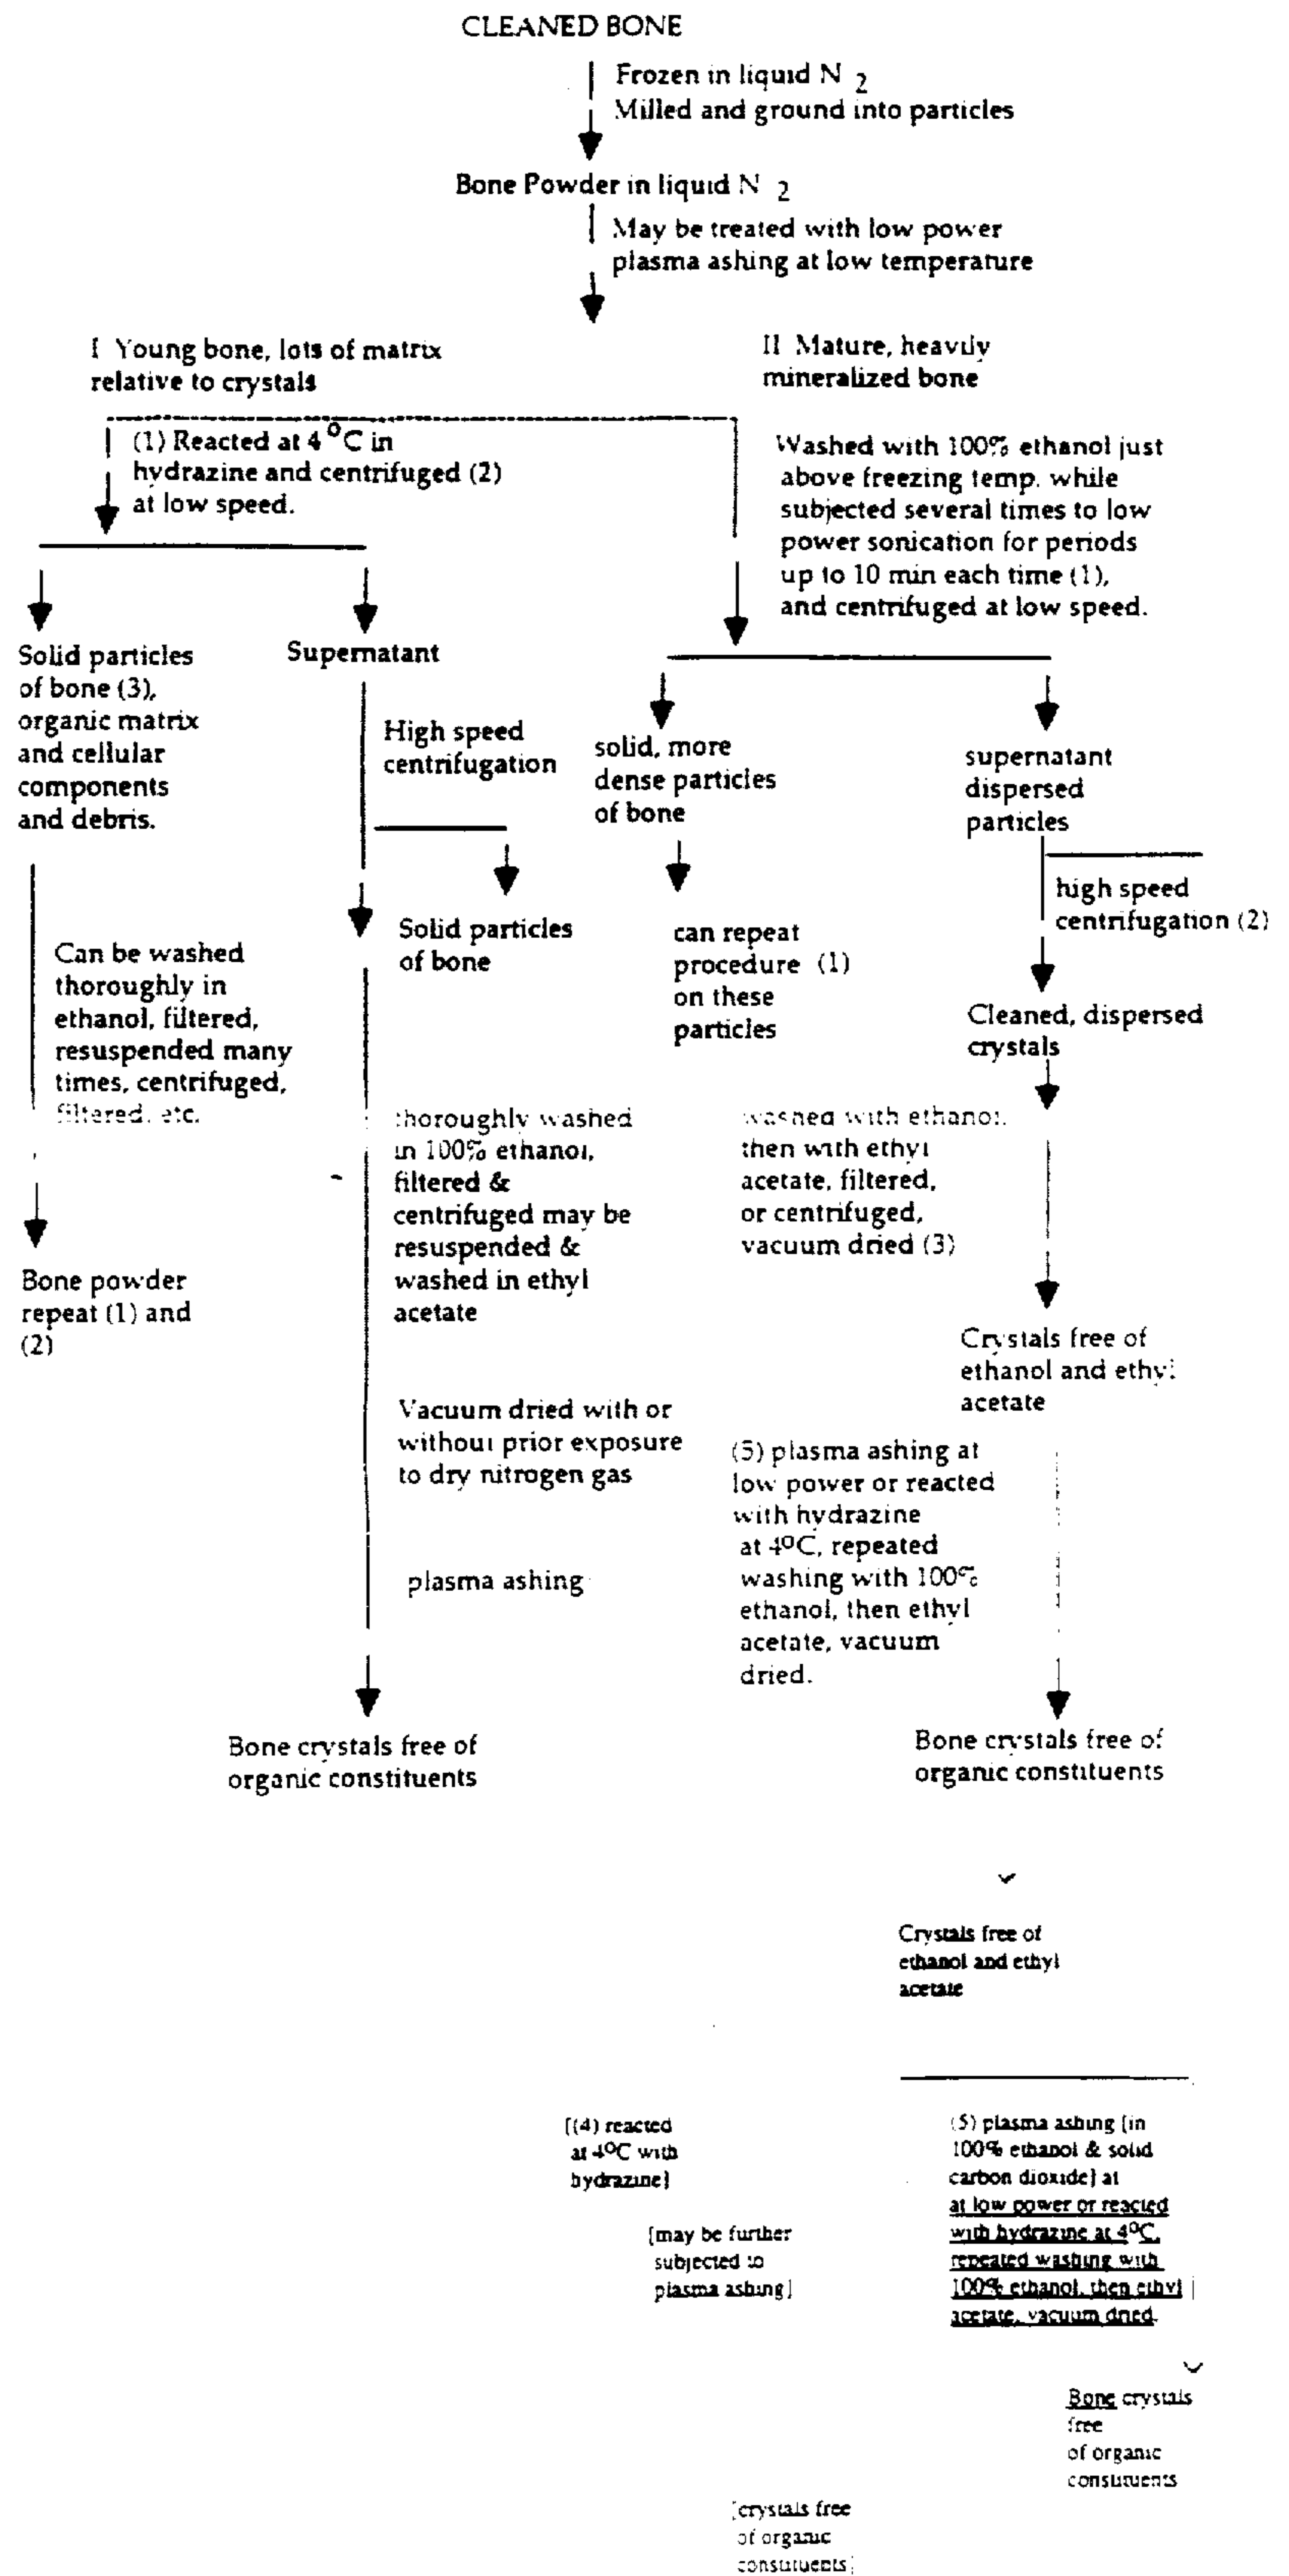 CLEANED BONE
Frozen in liquid N 2
Milled and ground into particles
Bone Powder in liquid N 2
May be treated with low power
plasma ashing at low temperature
I Young bone, lots of matrix
relative to crystals
II Mature, heavily
mineralized bone
(1) Reacted at 4 °C in
hydrazine and centrifuged (2)
at low speed.
Washed with 100% ethanol just
above freezing temp. while
subjected several times to low
power sonication for periods
up to 10 min each time (1),
and centrifuged at low speed.
Solid particles
of bone (3),
organic matrix
and cellular
components
and debris.
Supernatant
High speed
centrifugation
solid, more
dense particles
of bone
supernatant
dispersed
particles
high speed
centrifugation (2)
Solid particles
of bone
can repeat
procedure (1)
on these
particles
Cleaned, dispersed
crystals
Can be washed
thoroughly in
ethanol, filtered,
resuspended many
times, centrifuged,
filtered, etc.
thoroughly washed
in 100% ethanol,
filtered &
centrifuged may be
resuspended &
washed in ethyl
acetate
washed with ethanol,
then with ethyl
acetate, filtered,
or centrifuged,
vacuum dried (3)
Bone powder
repeat (1) and
(2)
Crystals free of
ethanol and ethyl
acetate
Vacuum dried with or
without prior exposure
to dry nitrogen gas
plasma ashing
(5) plasma ashing at
low power or reacted
with hydrazine
at 4°C, repeated
washing with 100%
ethanol, then ethyl
acetate, vacuum
dried.
Bone crystals free of
organic constituents
Bone crystals free of
organic constituents
Crystals free of
ethanol and ethyl
acetate
[(4) reacted
at 4°C with
hydrazine]
[may be further
subjected to
plasma ashing]
(5) plasma ashing [in
100% ethanol & solid
carbon dioxide] at
at low power or reacted
with hydrazine at 4°C,
repeated washing with
100% ethanol, then ethyl
acetate, vacuum dried.
Bone crystals
free
of organic
constituents
[crystals free
of organic
constituents]